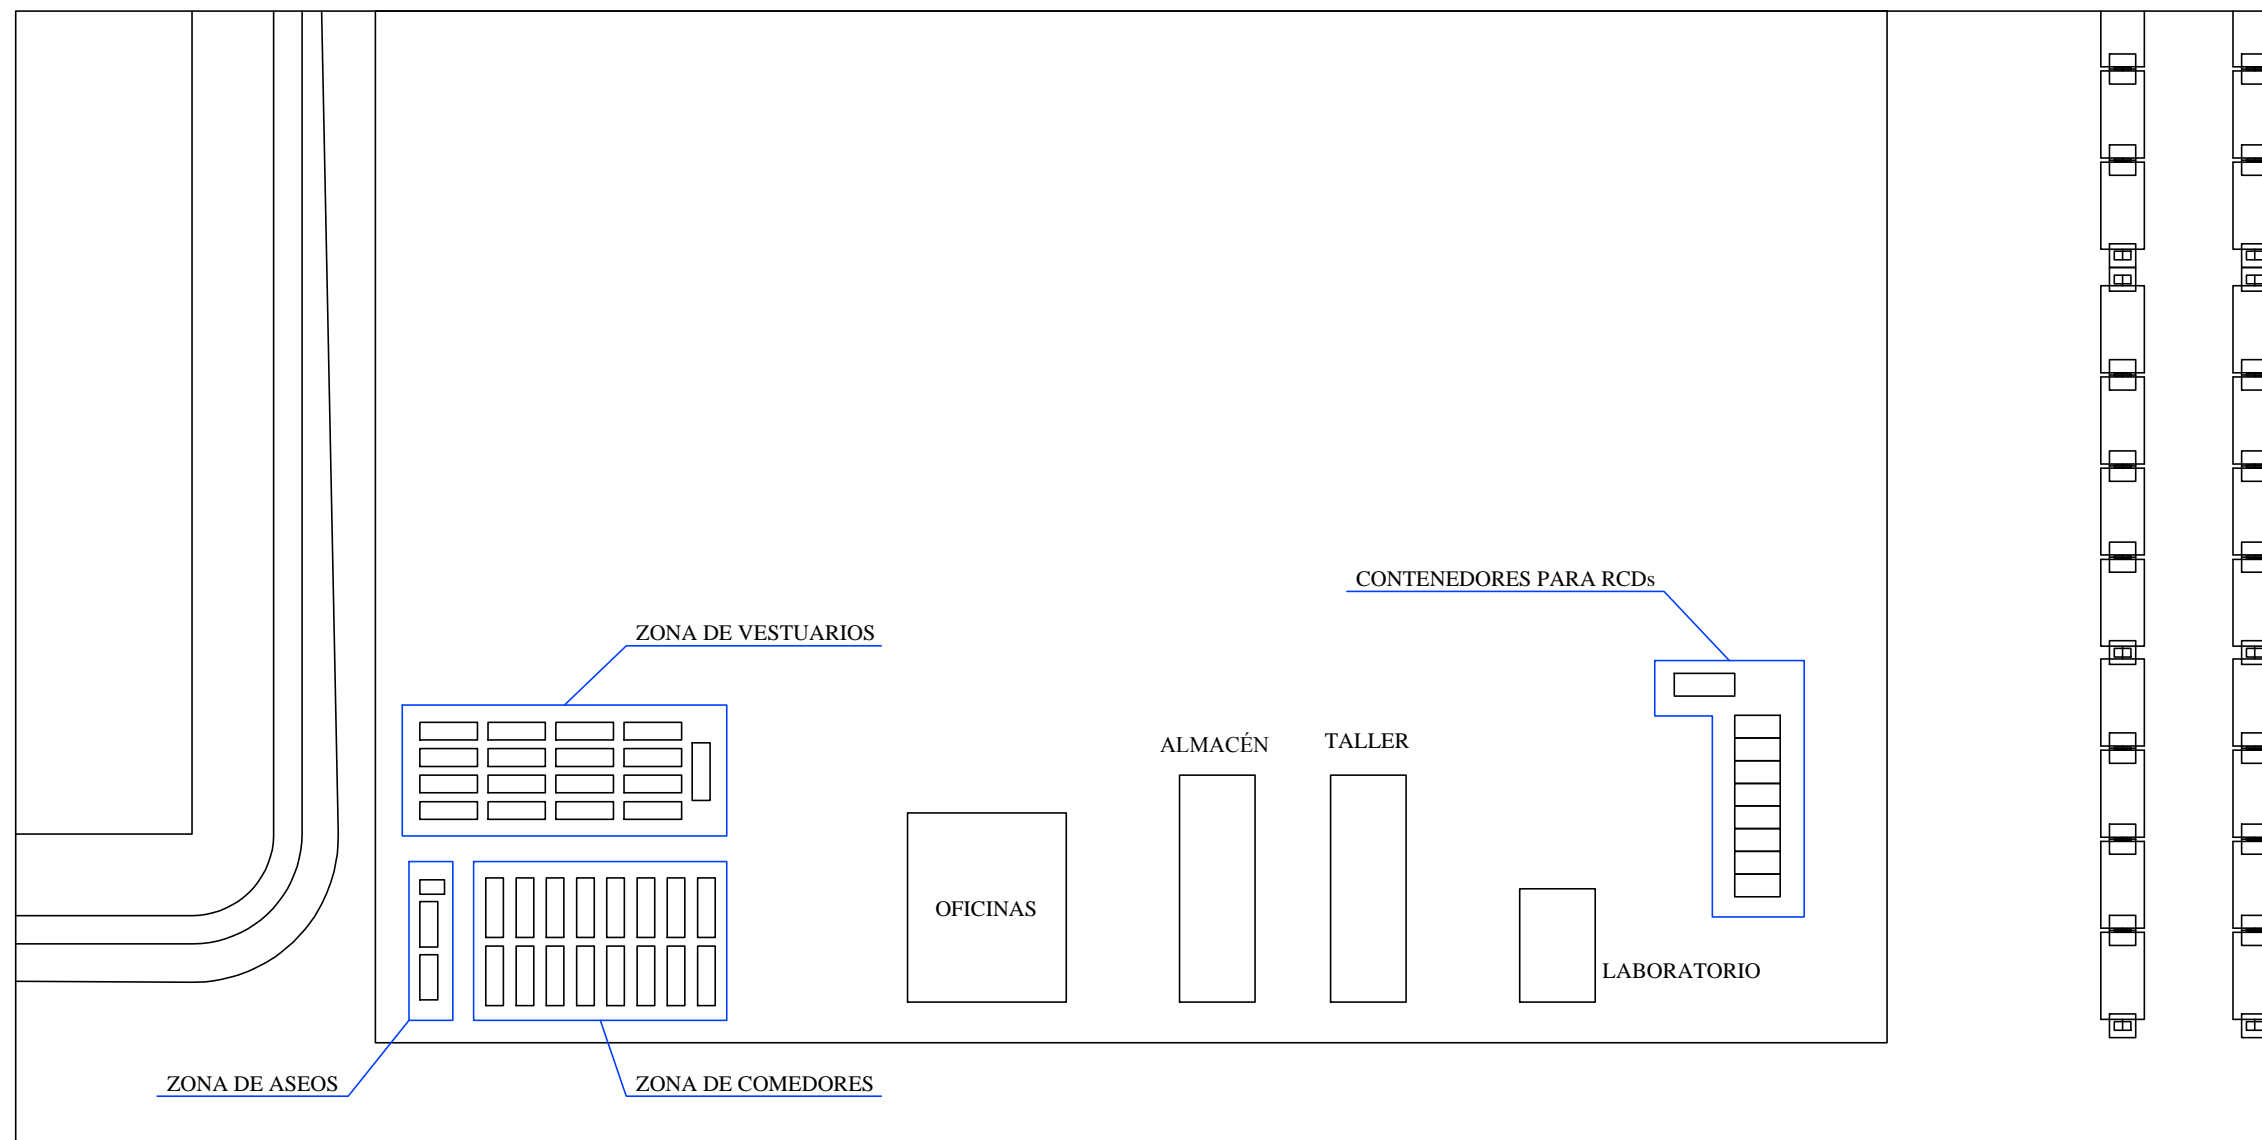 CONTENEDORES PARA RCDs
ZONA DE VESTUARIOS
ALMACÉN
TALLER
OFICINAS
LABORATORIO
ZONA DE ASEOS
ZONA DE COMEDORES